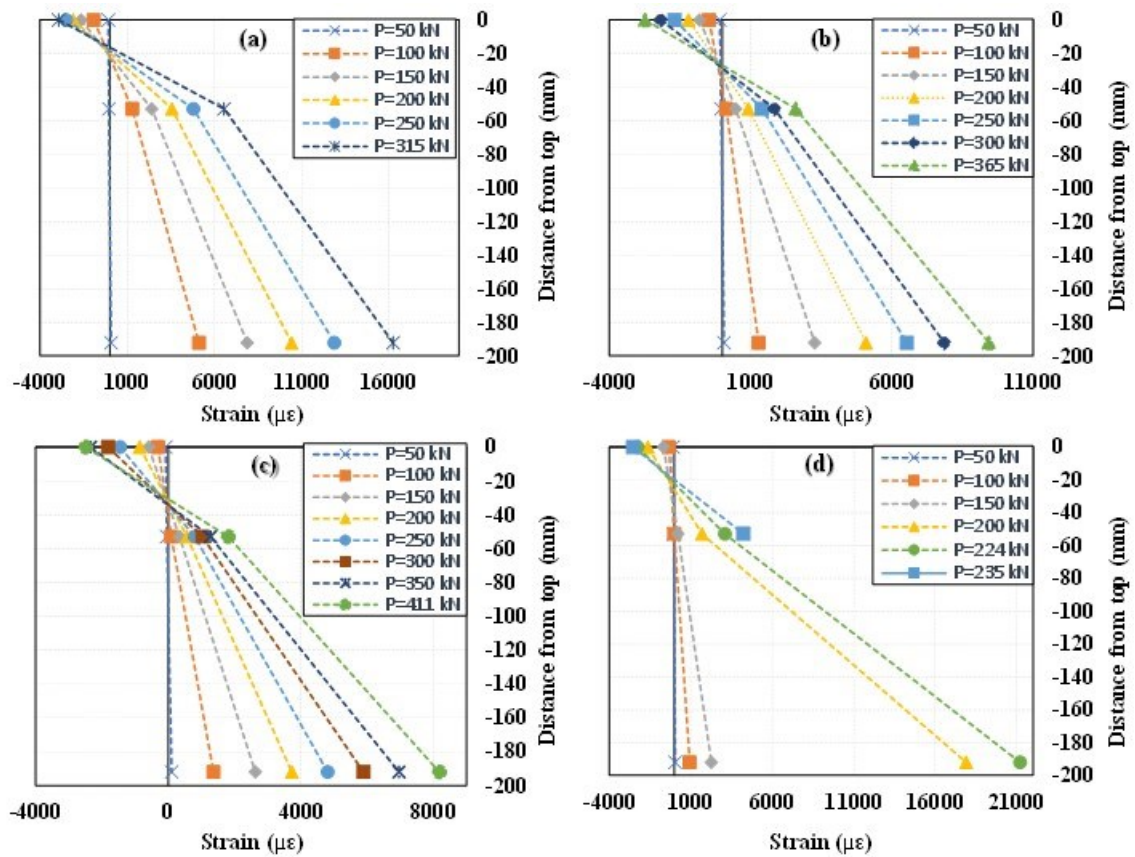 (a)
P=50 kN
P=100 kN
P=150 kN
P=200 kN
P=250 kN
P=315 kN
0
-20
-40
-60
-80
-100
-120
-140
-160
-180
-200
Distance from top (mm)
-4000 1000 6000 11000 16000
Strain (με)
(b)
P=50 kN
P=100 kN
P=150 kN
P=200 kN
P=250 kN
P=300 kN
P=365 kN
0
-20
-40
-60
-80
-100
-120
-140
-160
-180
-200
Distance from top (mm)
-4000 1000 6000 11000
Strain (με)
(c)
P=50 kN
P=100 kN
P=150 kN
P=200 kN
P=250 kN
P=300 kN
P=350 kN
P=411 kN
0
-20
-40
-60
-80
-100
-120
-140
-160
-180
-200
Distance from top (mm)
-4000 0 4000 8000
Strain (με)
(d)
P=50 kN
P=100 kN
P=150 kN
P=200 kN
P=224 kN
P=235 kN
0
-20
-40
-60
-80
-100
-120
-140
-160
-180
-200
Distance from top (mm)
-4000 1000 6000 11000 16000 21000
Strain (με)